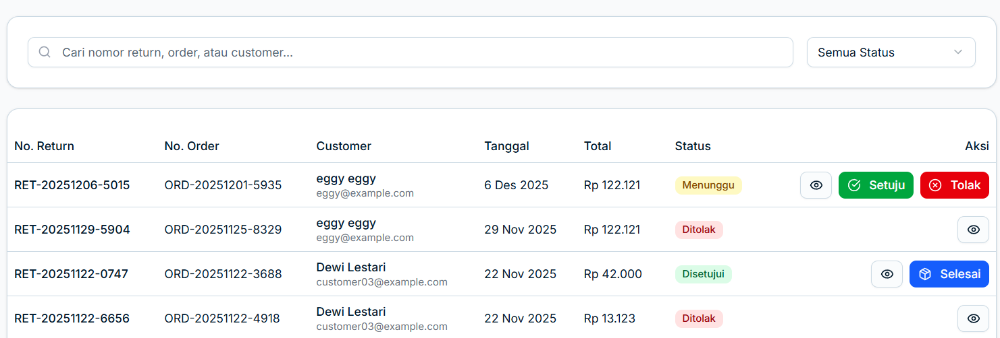 Cari nomor return, order, atau customer...
Semua Status
No. Return No. Order Customer Tanggal Total Status Aksi
RET-20251206-5015 ORD-20251201-5935 eggy eggy 6 Des 2025 Rp 122.121 Menunggu Setuju Tolak
eggy@example.com
RET-20251129-5904 ORD-20251125-8329 eggy eggy 29 Nov 2025 Rp 122.121 Ditolak
eggy@example.com
RET-20251122-0747 ORD-20251122-3688 Dewi Lestari 22 Nov 2025 Rp 42.000 Disetujui Selesai
customer03@example.com
RET-20251122-6656 ORD-20251122-4918 Dewi Lestari 22 Nov 2025 Rp 13.123 Ditolak
customer03@example.com